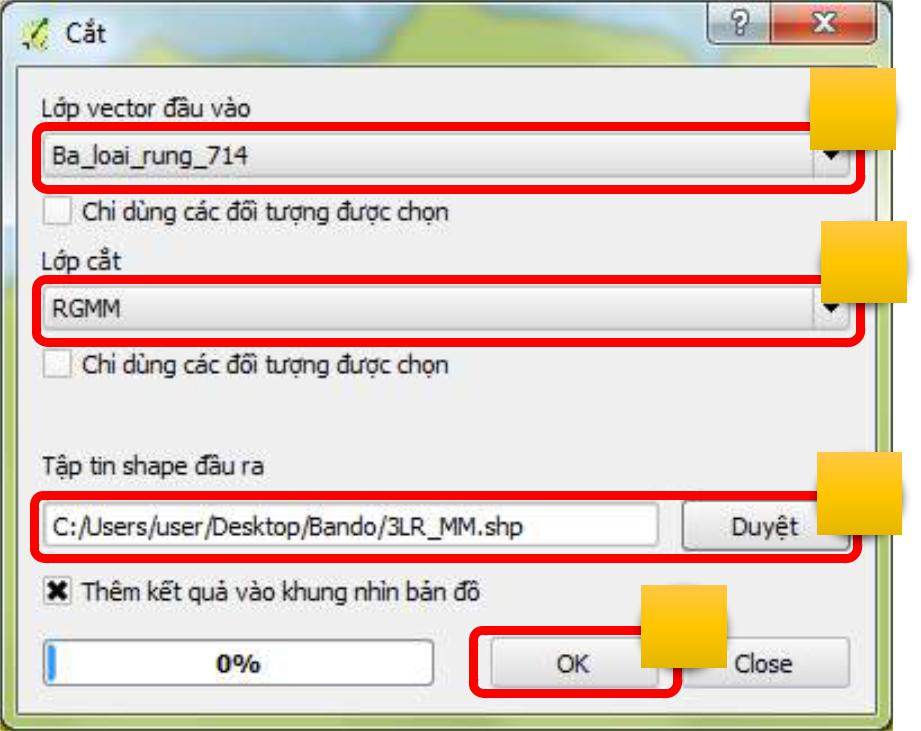 Cắt
?
Lớp vector đầu vào
Ba_loai_rung_714
Chỉ dùng các đối tượng được chọn
Lớp cắt
RGMM
Chỉ dùng các đối tượng được chọn
Tập tin shape đầu ra
C:/Users/user/Desktop/Bando/3LR_MM.shp Duyệt
Thêm kết quả vào khung nhìn bản đồ
0% OK Close